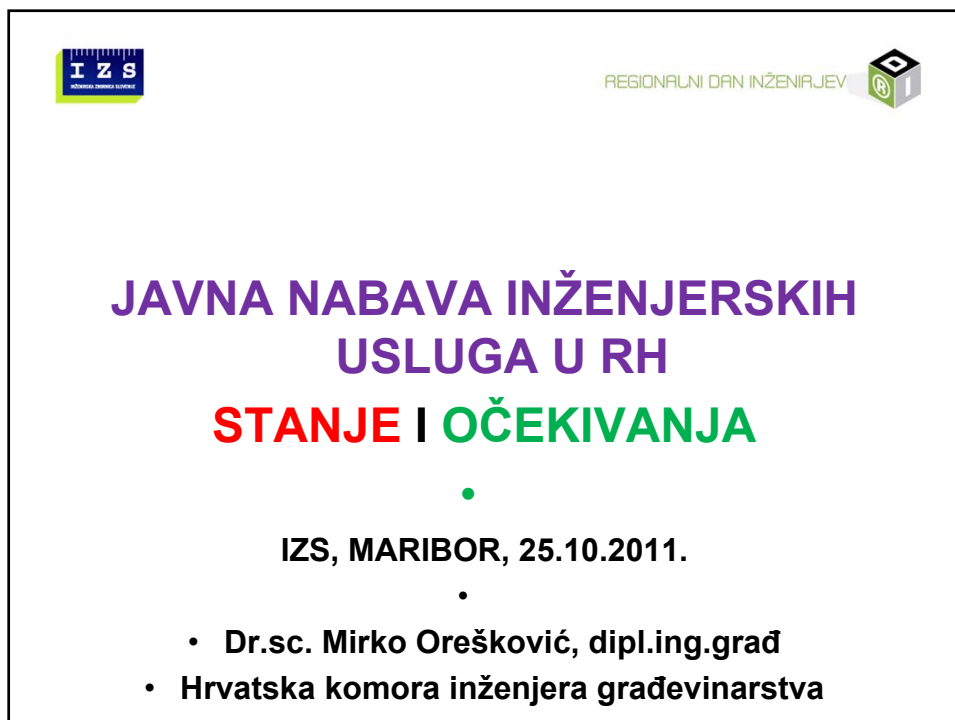 I Z S
INŽENIRSKA ZBORNICA SLOVENIJE
REGIONALNI DAN INŽENIRJEV
JAVNA NABAVA INŽENJERSKIH
USLUGA U RH
STANJE I OČEKIVANJA
•
IZS, MARIBOR, 25.10.2011.
•
• Dr.sc. Mirko Orešković, dipl.ing.građ
• Hrvatska komora inženjera građevinarstva